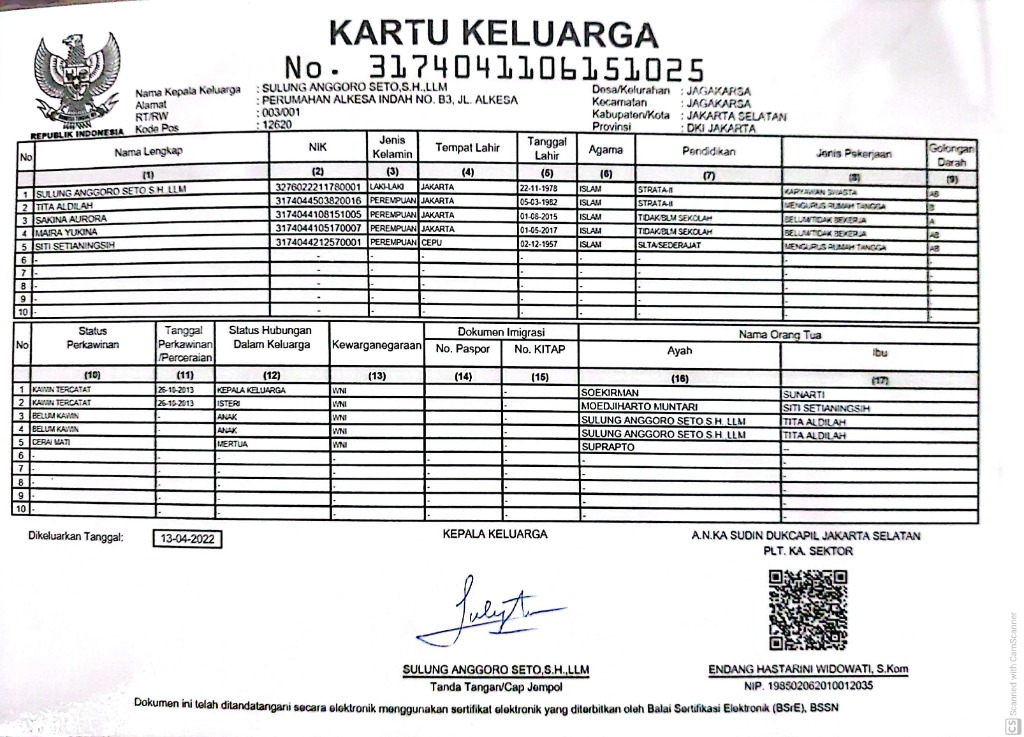 KARTU KELUARGA
No. 3174041106151025
REPUBLIK INDONESIA
Nama Kepala Keluarga : SULUNG ANGGORO SETO,S.H.,LLM
Alamat : PERUMAHAN ALKESA INDAH NO. B3, JL. ALKESA
RT/RW : 003/001
Kode Pos : 12620
Desa/Kelurahan : JAGAKARSA
Kecamatan : JAGAKARSA
Kabupaten/Kota : JAKARTA SELATAN
Provinsi : DKI JAKARTA
No Nama Lengkap NIK Jenis Kelamin Tempat Lahir Tanggal Lahir Agama Pendidikan Jenis Pekerjaan Golongan Darah
(1) (2) (3) (4) (5) (6) (7) (8) (9)
1 SULUNG ANGGORO SETO S.H. LLM 3276022211780001 LAKI-LAKI JAKARTA 22-11-1978 ISLAM STRATA-II KARYAWAN SWASTA AB
2 TITA ALDILAH 3174044503820016 PEREMPUAN JAKARTA 05-03-1982 ISLAM STRATA-II MENGURUS RUMAH TANGGA B
3 SAKINA AURORA 3174044108151005 PEREMPUAN JAKARTA 01-08-2015 ISLAM TIDAK/BLM SEKOLAH BELUM/TIDAK BEKERJA A
4 MAIRA YUKINA 3174044105170007 PEREMPUAN JAKARTA 01-05-2017 ISLAM TIDAK/BLM SEKOLAH BELUM/TIDAK BEKERJA AB
5 SITI SETIANINGSIH 3174044212570001 PEREMPUAN CEPU 02-12-1957 ISLAM SLTA/SEDERAJAT MENGURUS RUMAH TANGGA AB
6 - - - - - - -
7 - - - - - - -
8 - - - - - - -
9 - - - - - - -
10 - - - - - - -
No Status Perkawinan Tanggal Perkawinan /Perceraian Status Hubungan Dalam Keluarga Kewarganegaraan Dokumen Imigrasi Nama Orang Tua
No. Paspor No. KITAP Ayah Ibu
(10) (11) (12) (13) (14) (15) (16) (17)
1 KAWIN TERCATAT 26-10-2013 KEPALA KELUARGA WNI - SOEKIRMAN SUNARTI
2 KAWIN TERCATAT 26-10-2013 ISTERI WNI - MOEDJIHARTO MUNTARI SITI SETIANINGSIH
3 BELUM KAWIN - ANAK WNI - SULUNG ANGGORO SETO S.H. LLM TITA ALDILAH
4 BELUM KAWIN - ANAK WNI - SULUNG ANGGORO SETO S.H. LLM TITA ALDILAH
5 CERAI MATI MERTUA WNI - SUPRAPTO --
6 - - - - - - -
7 - - - - - - -
8 - - - - - - -
9 - - - - - - -
10 - - - - - - -
Dikeluarkan Tanggal: 13-04-2022
KEPALA KELUARGA
A.N.KA SUDIN DUKCAPIL JAKARTA SELATAN
PLT. KA. SEKTOR
SULUNG ANGGORO SETO,S.H.,LLM
Tanda Tangan/Cap Jempol
ENDANG HASTARINI WIDOWATI, S.Kom
NIP. 198502062010012035
Dokumen ini telah ditandatangani secara elektronik menggunakan sertifikat elektronik yang diterbitkan oleh Balai Sertifikasi Elektronik (BSrE), BSSN
CS Scanned with CamScanner